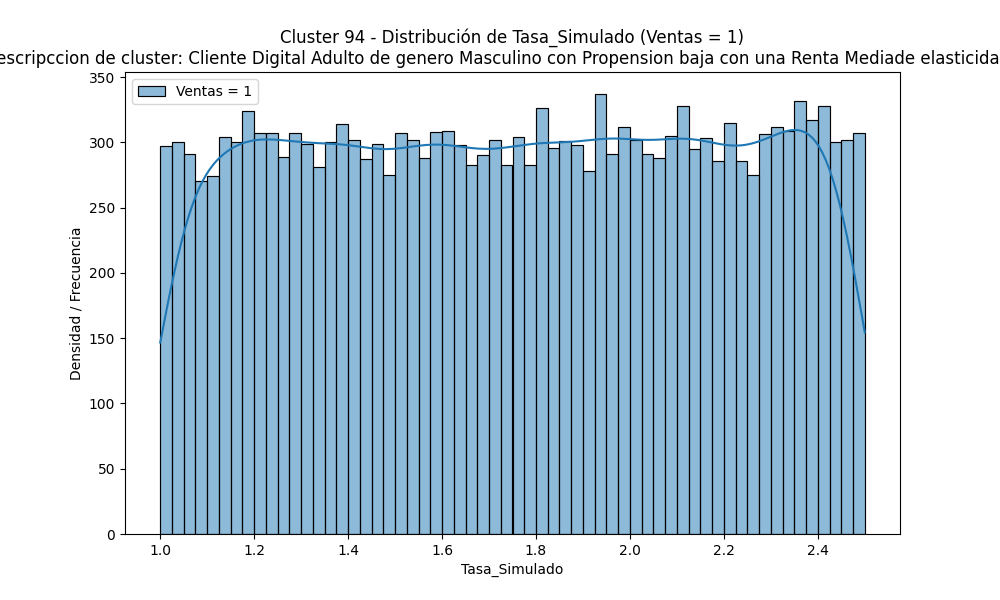 Cluster 94 - Distribución de Tasa_Simulado (Ventas = 1)
escripccion de cluster: Cliente Digital Adulto de genero Masculino con Propension baja con una Renta Mediade elasticida
Ventas = 1
Densidad / Frecuencia
350
300
250
200
150
100
50
0
1.0 1.2 1.4 1.6 1.8 2.0 2.2 2.4
Tasa_Simulado